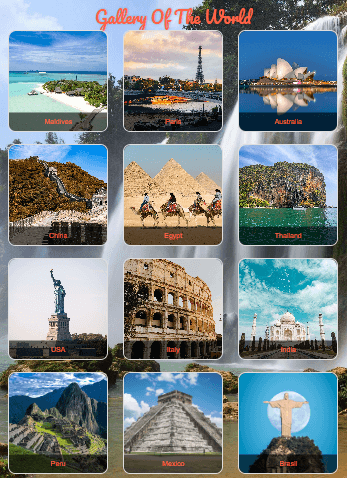 Gallery Of The World
Maldives
Paris
Australia
China
Egypt
Thailand
USA
Italy
India
Peru
Mexico
Brasil